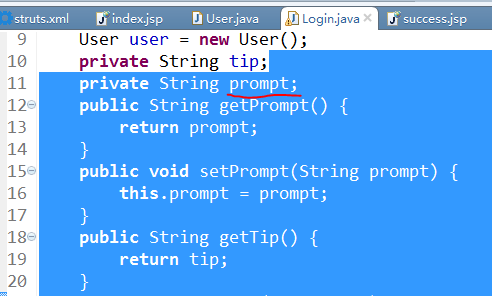 struts.xml index.jsp User.java Login.java success.jsp
9 User user = new User();
10 private String tip;
11 private String prompt;
12 public String getPrompt() {
13 return prompt;
14 }
15 public void setPrompt(String prompt) {
16 this.prompt = prompt;
17 }
18 public String getTip() {
19 return tip;
20 }